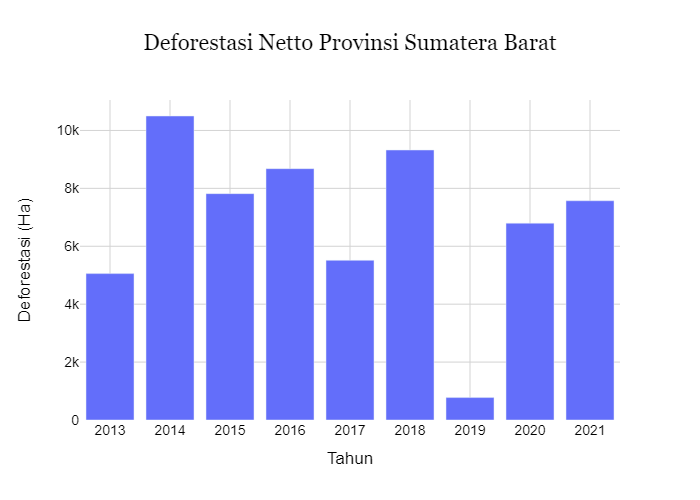 Deforestasi Netto Provinsi Sumatera Barat
Deforestasi (Ha)
10k
8k
6k
4k
2k
0
2013 2014 2015 2016 2017 2018 2019 2020 2021
Tahun